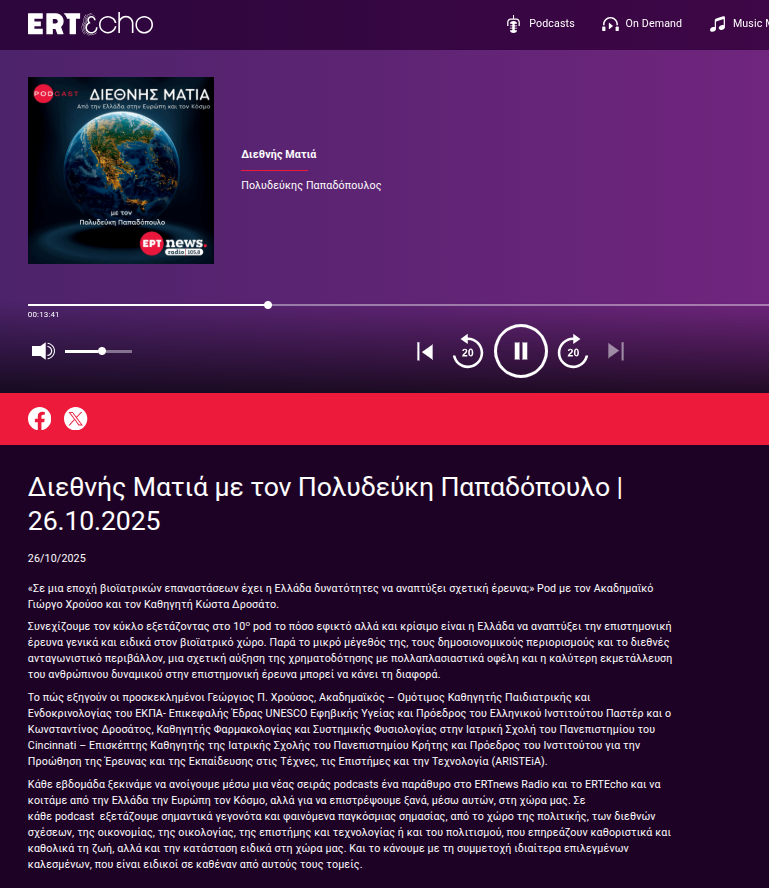 ERTεcho
Podcasts
On Demand
Music M
PODCAST
ΔΙΕΘΝΗΣ ΜΑΤΙΑ
Από την Ελλάδα στην Ευρώπη και τον Κόσμο
με τον
Πολυδεύκη Παπαδόπουλο
ΕΡΤ news.
radio 105.8
Διεθνής Ματιά
Πολυδεύκης Παπαδόπουλος
00:13:41
20
20
Διεθνής Ματιά με τον Πολυδεύκη Παπαδόπουλο |
26.10.2025
26/10/2025
«Σε μια εποχή βιοϊατρικών επαναστάσεων έχει η Ελλάδα δυνατότητες να αναπτύξει σχετική έρευνα;» Pod με τον Ακαδημαϊκό
Γιώργο Χρούσο και τον Καθηγητή Κώστα Δροσάτο.
Συνεχίζουμε τον κύκλο εξετάζοντας στο 10º pod το πόσο εφικτό αλλά και κρίσιμο είναι η Ελλάδα να αναπτύξει την επιστημονική
έρευνα γενικά και ειδικά στον βιοϊατρικό χώρο. Παρά το μικρό μέγεθός της, τους δημοσιονομικούς περιορισμούς και το διεθνές
ανταγωνιστικό περιβάλλον, μια σχετική αύξηση της χρηματοδότησης με πολλαπλασιαστικά οφέλη και η καλύτερη εκμετάλλευση
του ανθρώπινου δυναμικού στην επιστημονική έρευνα μπορεί να κάνει τη διαφορά.
Το πώς εξηγούν οι προσκεκλημένοι Γεώργιος Π. Χρούσος, Ακαδημαϊκός – Ομότιμος Καθηγητής Παιδιατρικής και
Ενδοκρινολογίας του ΕΚΠΑ- Επικεφαλής Έδρας UNESCO Εφηβικής Υγείας και Πρόεδρος του Ελληνικού Ινστιτούτου Παστέρ και ο
Κωνσταντίνος Δροσάτος, Καθηγητής Φαρμακολογίας και Συστημικής Φυσιολογίας στην Ιατρική Σχολή του Πανεπιστημίου του
Cincinnati – Επισκέπτης Καθηγητής της Ιατρικής Σχολής του Πανεπιστημίου Κρήτης και Πρόεδρος του Ινστιτούτου για την
Προώθηση της Έρευνας και της Εκπαίδευσης στις Τέχνες, τις Επιστήμες και την Τεχνολογία (ARISTEiA).
Κάθε εβδομάδα ξεκινάμε να ανοίγουμε μέσω μια νέας σειράς podcasts ένα παράθυρο στο ERTnews Radio και το ERTEcho και να
κοιτάμε από την Ελλάδα την Ευρώπη τον Κόσμο, αλλά για να επιστρέψουμε ξανά, μέσω αυτών, στη χώρα μας. Σε
κάθε podcast  εξετάζουμε σημαντικά γεγονότα και φαινόμενα παγκόσμιας σημασίας, από το χώρο της πολιτικής, των διεθνών
σχέσεων, της οικονομίας, της οικολογίας, της επιστήμης και τεχνολογίας ή και του πολιτισμού, που επηρεάζουν καθοριστικά και
καθολικά τη ζωή, αλλά και την κατάσταση ειδικά στη χώρα μας. Και το κάνουμε με τη συμμετοχή ιδιαίτερα επιλεγμένων
καλεσμένων, που είναι ειδικοί σε καθέναν από αυτούς τους τομείς.